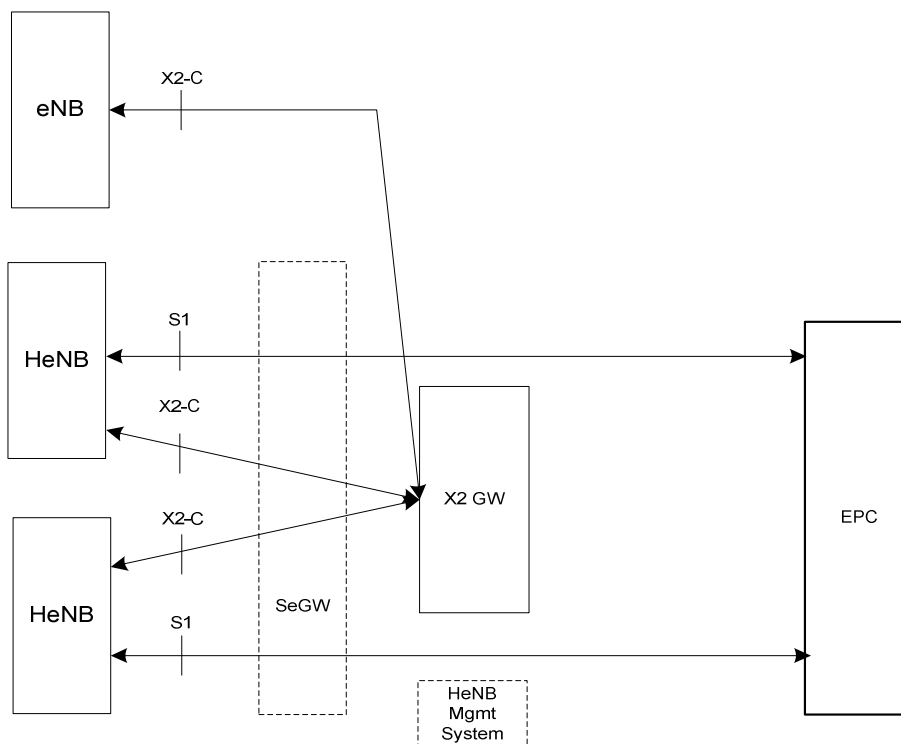 X2-C
eNB
S1
HeNB
X2-C
X2 GW
EPC
X2-C
SeGW
HeNB
S1
HeNB
Mgmt
System